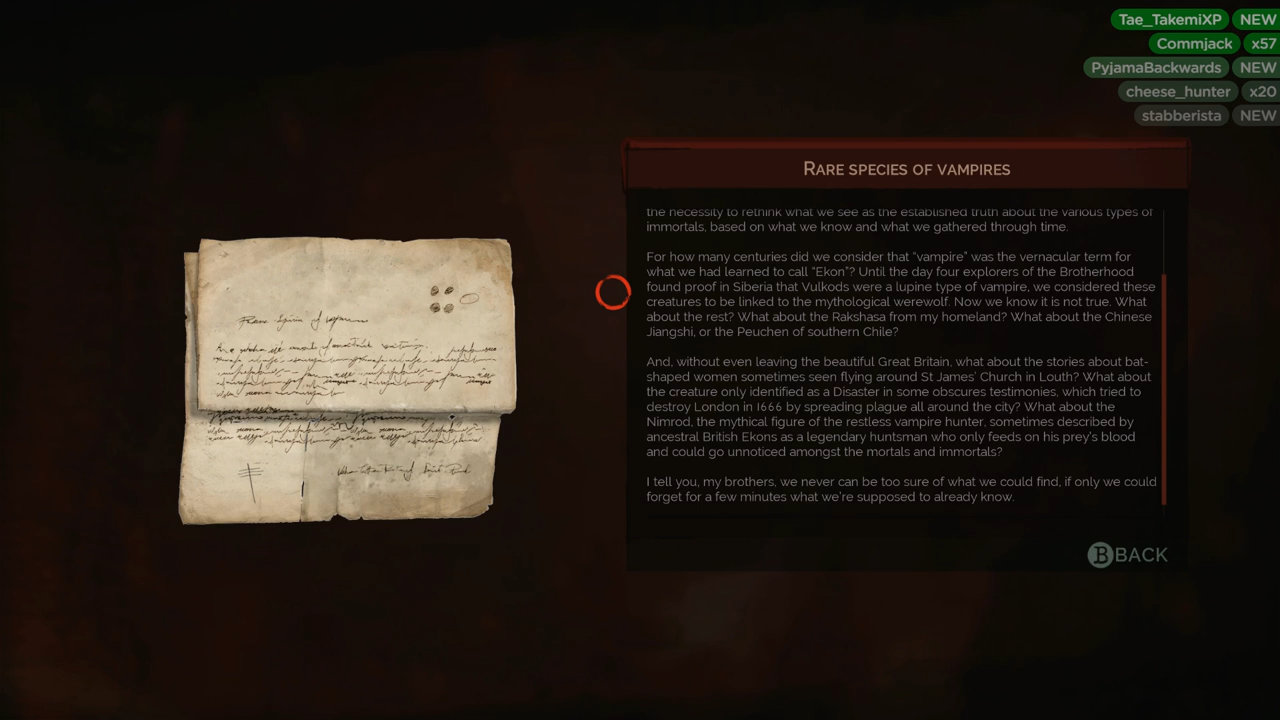 Tae_TakemiXP NEW
Commjack x57
PyjamaBackwards NEW
cheese_hunter x20
stabberista NEW
Rare species of vampires
the necessity to rethink what we see as the established truth about the various types of
immortals, based on what we know and what we gathered through time.
For how many centuries did we consider that “vampire” was the vernacular term for
what we had learned to call “Ekon”? Until the day four explorers of the Brotherhood
found proof in Siberia that Vulkods were a lupine type of vampire, we considered these
creatures to be linked to the mythological werewolf. Now we know it is not true. What
about the rest? What about the Rakshasa from my homeland? What about the Chinese
Jiangshi, or the Peuchen of southern Chile?
And, without even leaving the beautiful Great Britain, what about the stories about bat-
shaped women sometimes seen flying around St James' Church in Louth? What about
the creature only identified as a Disaster in some obscures testimonies, which tried to
destroy London in 1666 by spreading plague all around the city? What about the
Nimrod, the mythical figure of the restless vampire hunter, sometimes described by
ancestral British Ekons as a legendary huntsman who only feeds on his prey's blood
and could go unnoticed amongst the mortals and immortals?
I tell you, my brothers, we never can be too sure of what we could find, if only we could
forget for a few minutes what we're supposed to already know.
B BACK